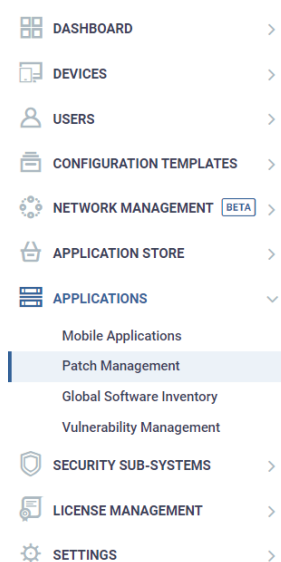 DASHBOARD
DEVICES
USERS
CONFIGURATION TEMPLATES
NETWORK MANAGEMENT BETA
APPLICATION STORE
APPLICATIONS
Mobile Applications
Patch Management
Global Software Inventory
Vulnerability Management
SECURITY SUB-SYSTEMS
LICENSE MANAGEMENT
SETTINGS